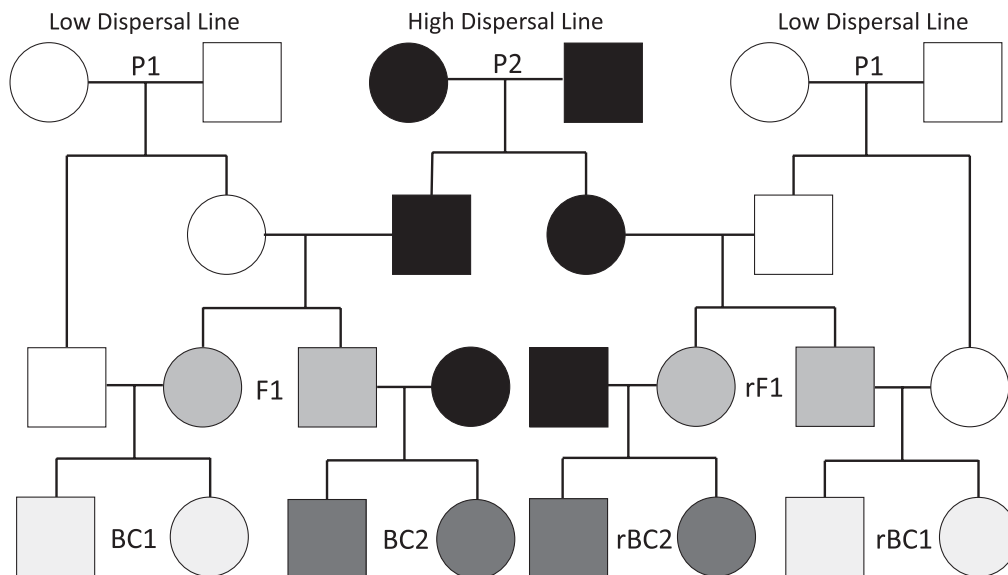 Low Dispersal Line High Dispersal Line Low Dispersal Line
P1 P2 P1
F1 rF1
BC1 BC2 rBC2 rBC1